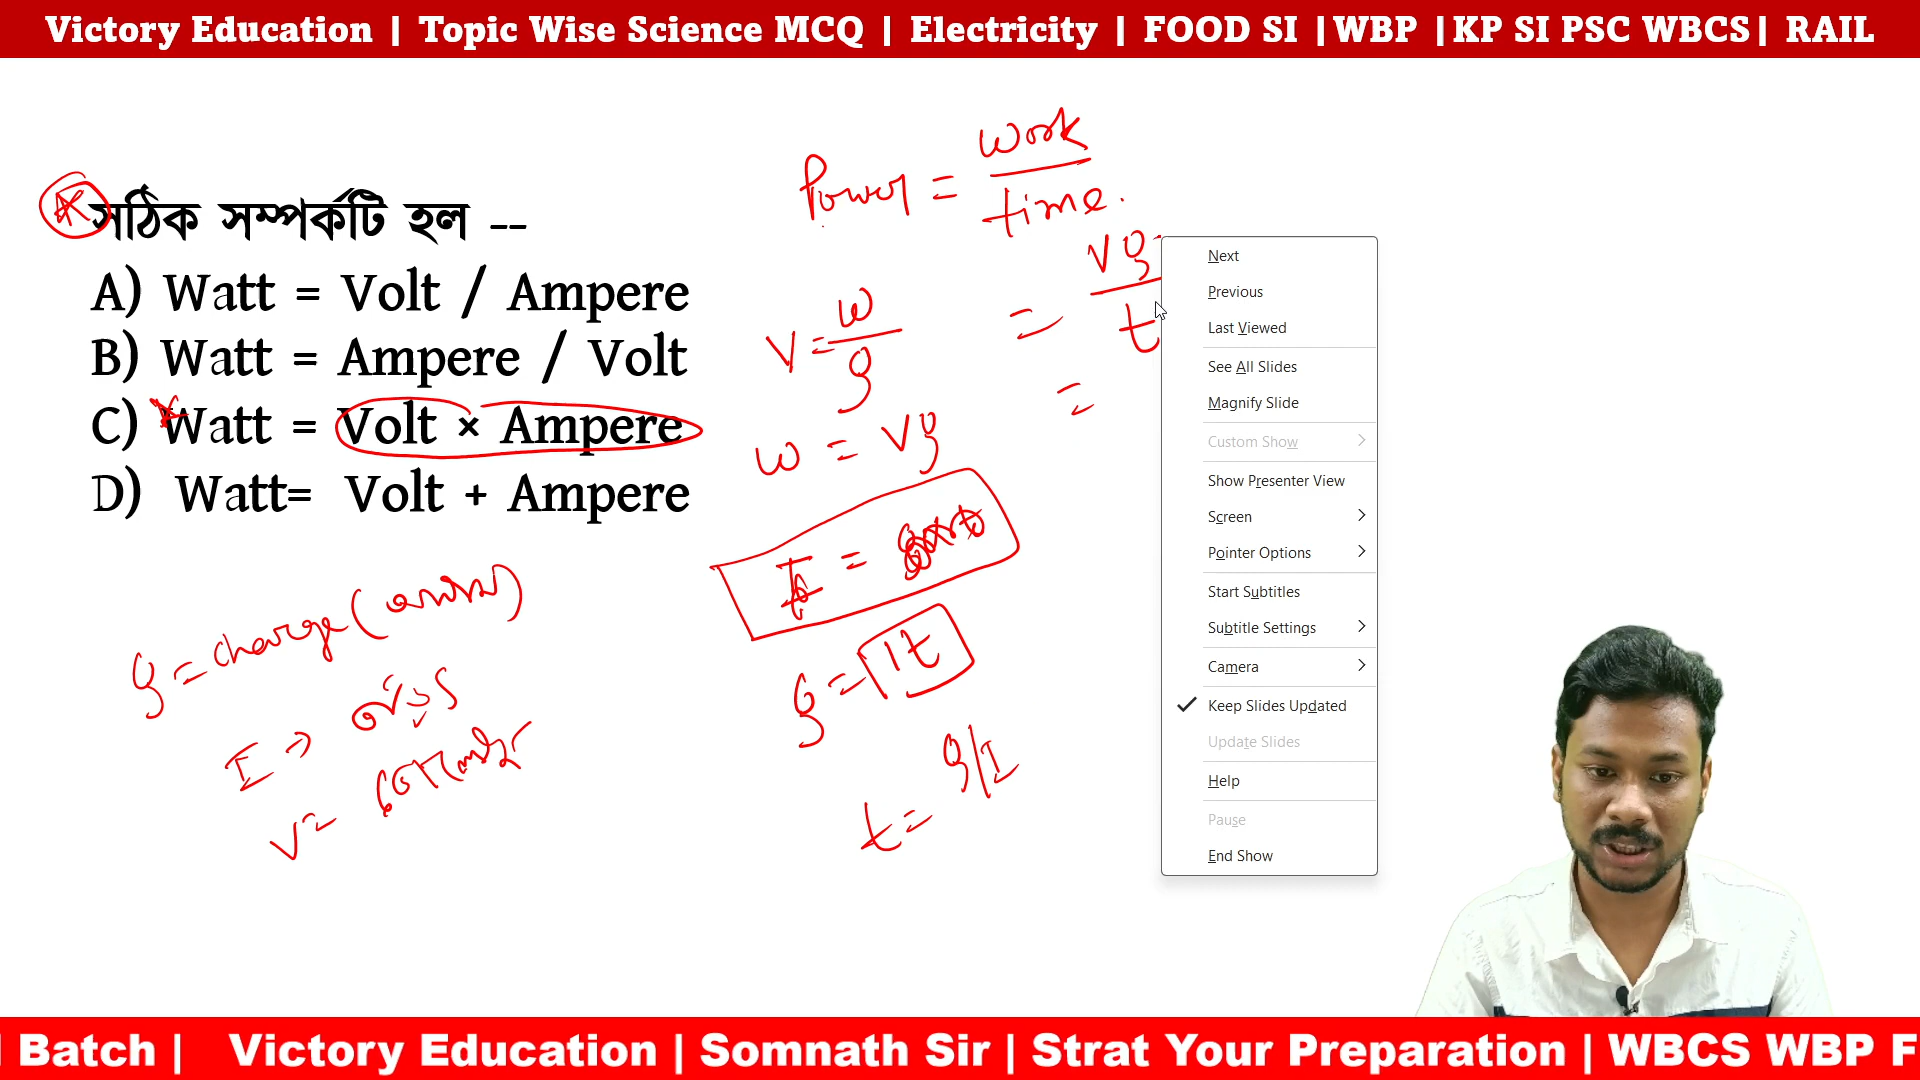 Victory Education | Topic Wise Science MCQ | Electricity | FOOD SI |WBP |KP SI PSC WBCS| RAIL
সঠিক সম্পর্কটি হল --
A) Watt = Volt / Ampere
B) Watt = Ampere / Volt
C) Watt = Volt × Ampere
D) Watt= Volt + Ampere
Power = work
time.
= vq
t
=
V = w
q
w = vq
I =
q = It
t = q/I
q = charge (আধান)
I →
V =
Next
Previous
Last Viewed
See All Slides
Magnify Slide
Custom Show
Show Presenter View
Screen
Pointer Options
Start Subtitles
Subtitle Settings
Camera
Keep Slides Updated
Update Slides
Help
Pause
End Show
Batch | Victory Education | Somnath Sir | Strat Your Preparation | WBCS WBP F